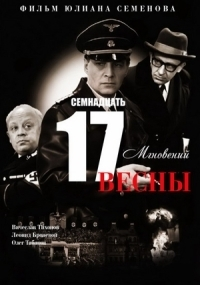 ФИЛЬМ ЮЛИАНА СЕМЕНОВА
СЕМНАДЦАТЬ
17
Мгновений
ВЕСНЫ
Вячеслав Тихонов
Леонид Броневой
Олег Табаков